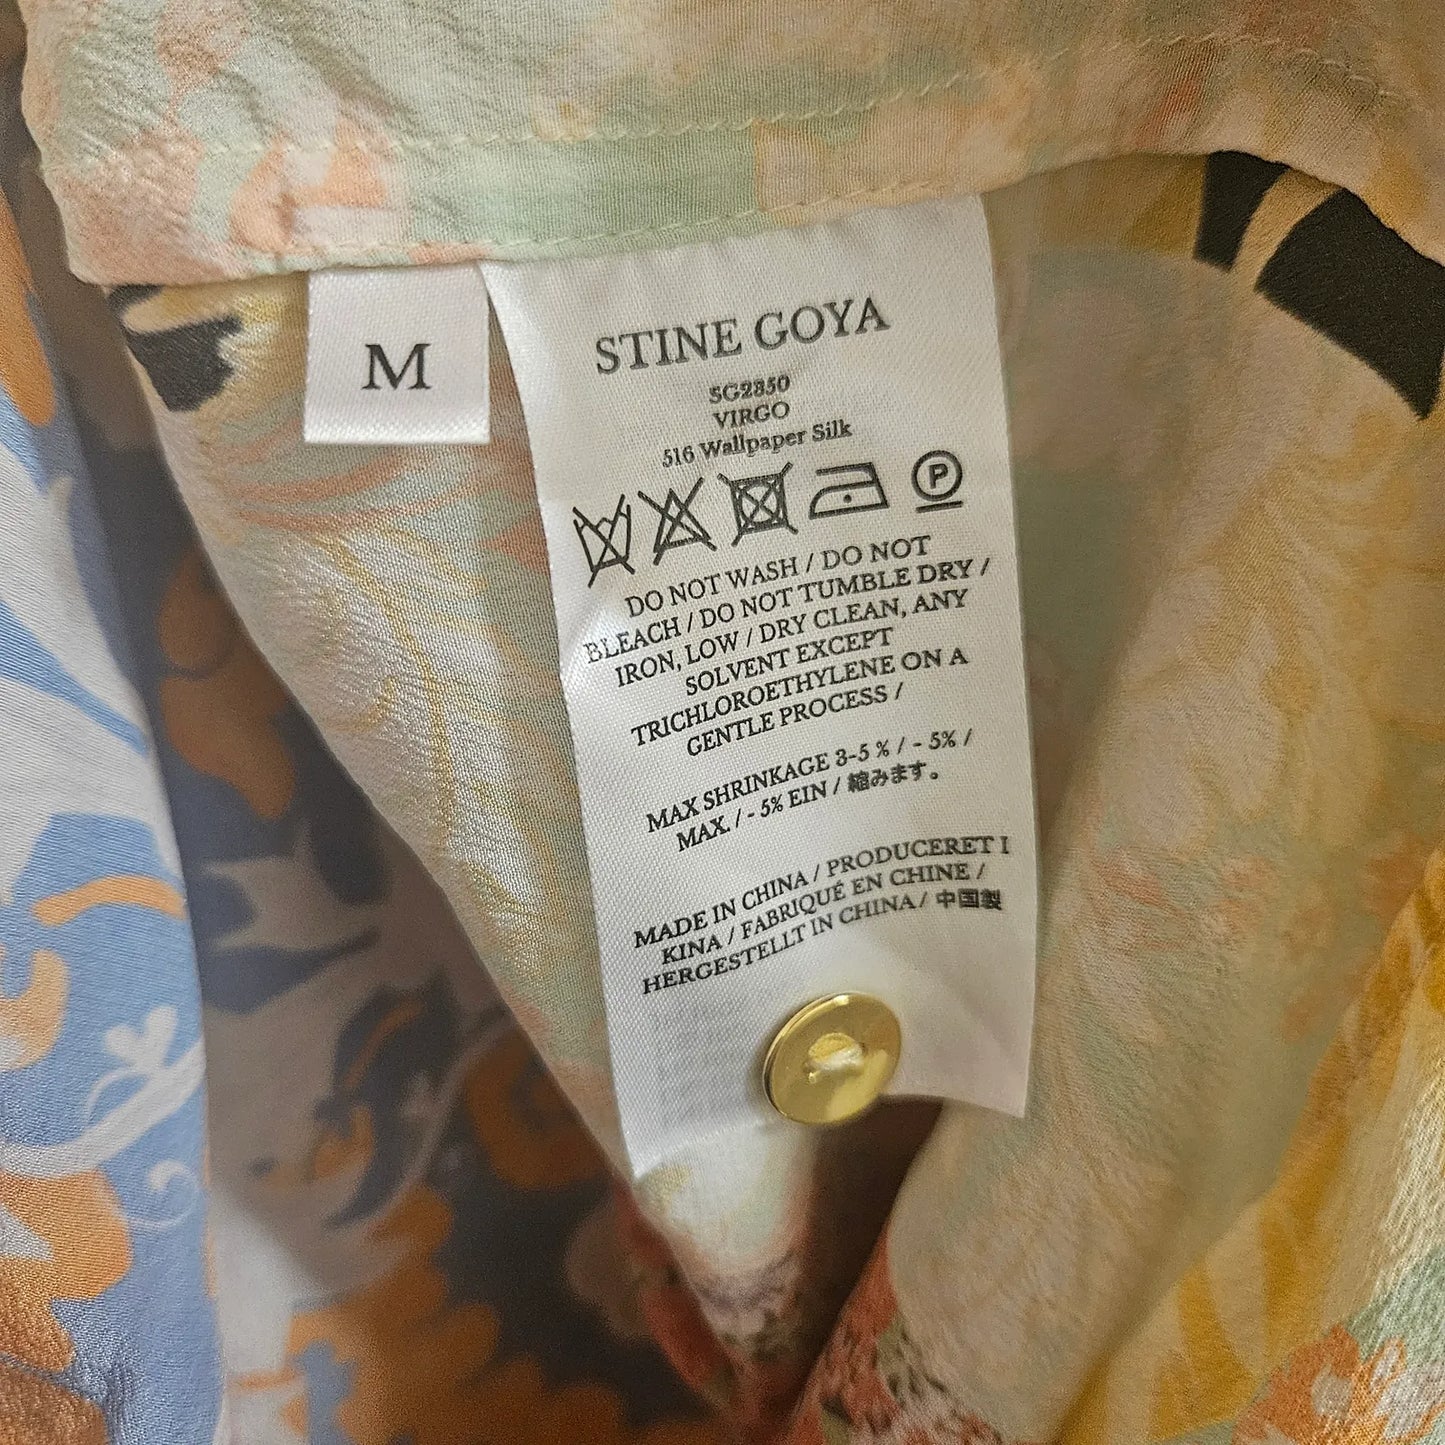 M
STINE GOYA
SG2850
VIRGO
516 Wallpaper Silk
P
DO NOT WASH / DO NOT
BLEACH / DO NOT TUMBLE DRY /
IRON, LOW / DRY CLEAN, ANY
SOLVENT EXCEPT
TRICHLOROETHYLENE ON A
GENTLE PROCESS /
MAX SHRINKAGE 3-5 % / - 5% /
MAX. / - 5% EIN / 縮みます。
MADE IN CHINA / PRODUCERET I
KINA / FABRIQUÉ EN CHINE /
HERGESTELLT IN CHINA / 中国製